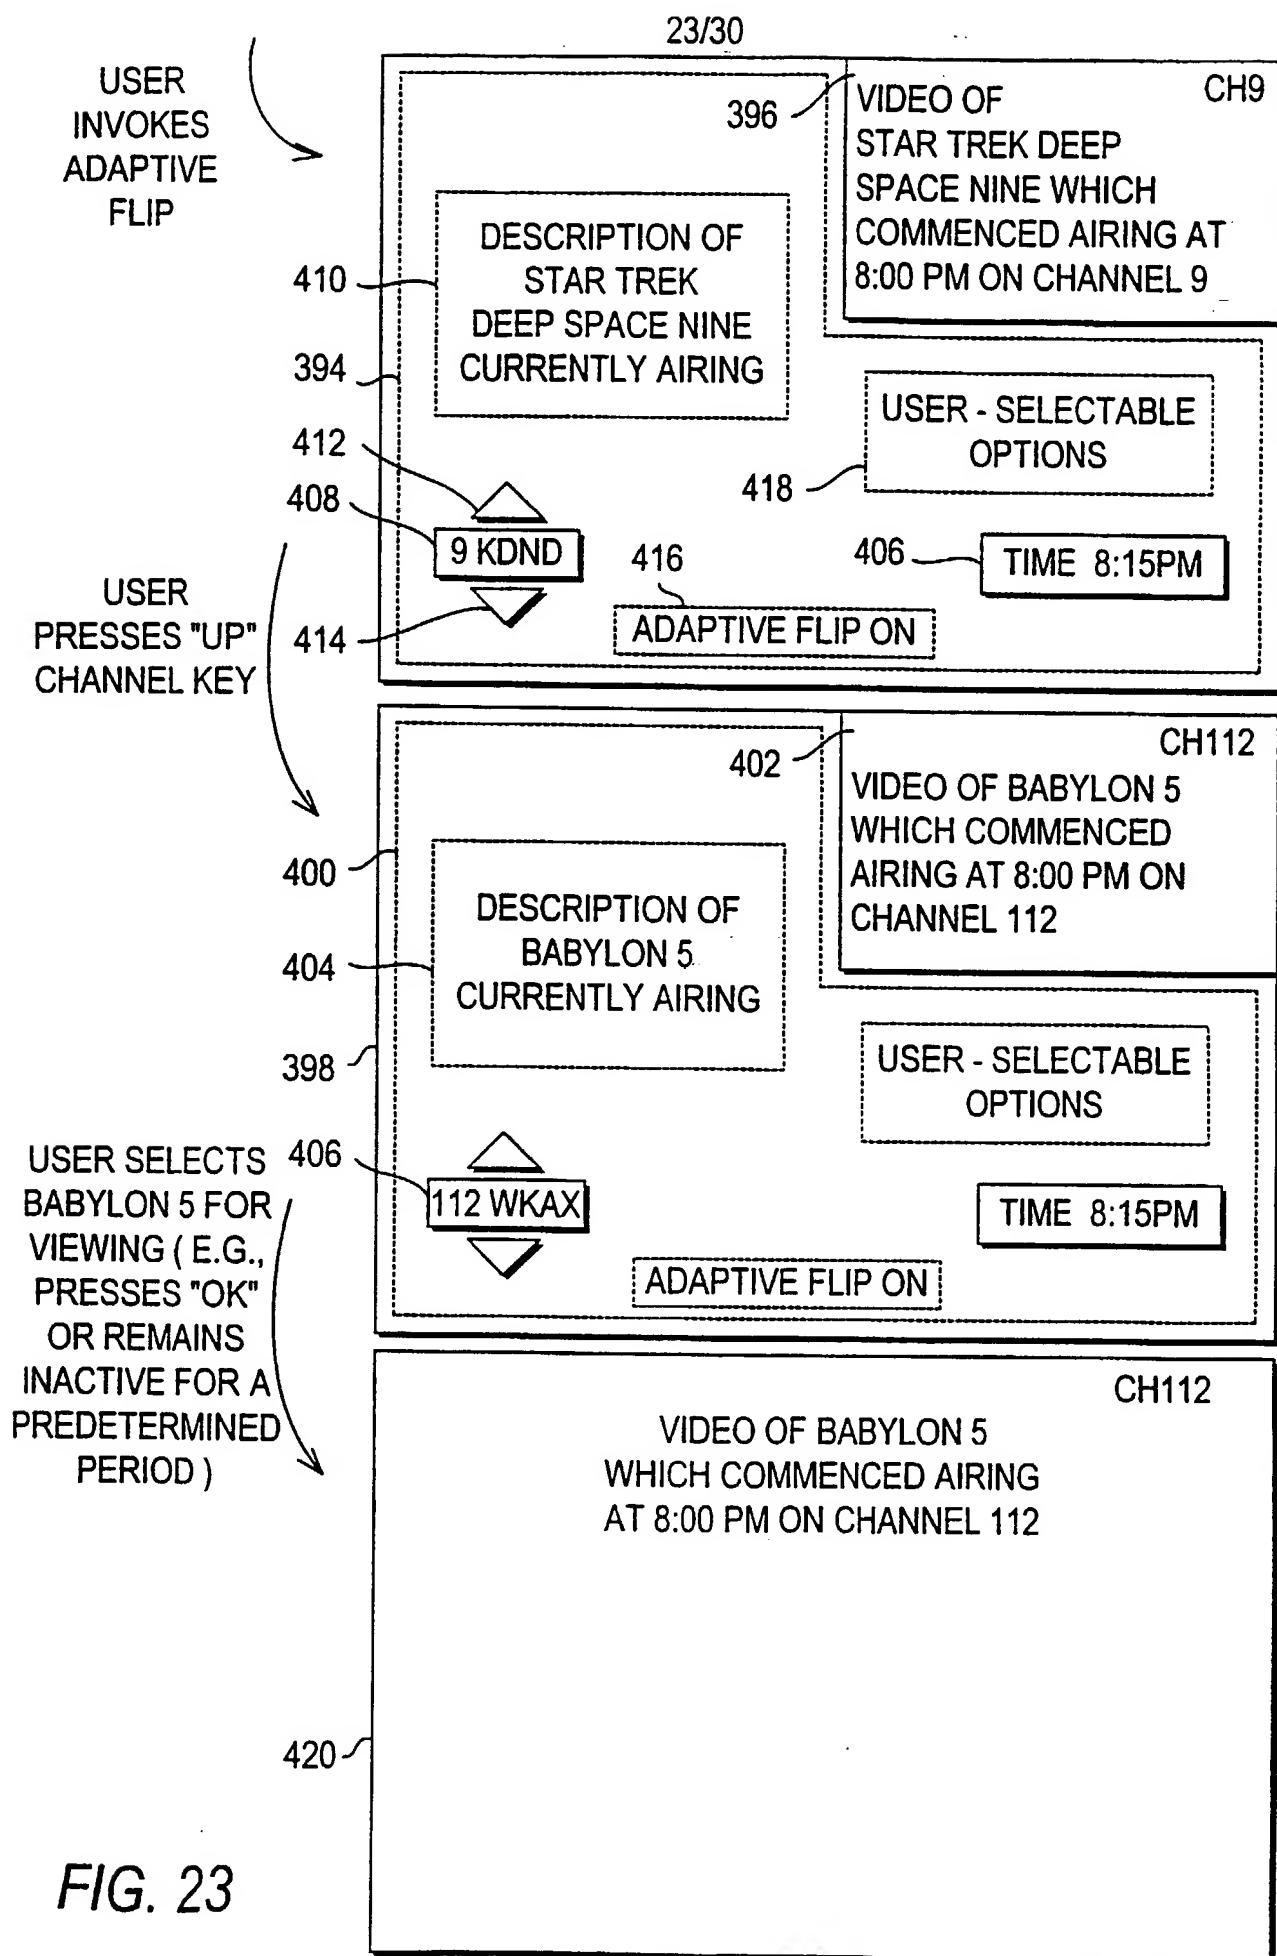 23/30
USER
INVOKES
ADAPTIVE
FLIP
396
CH9
VIDEO OF
STAR TREK DEEP
SPACE NINE WHICH
COMMENCED AIRING AT
8:00 PM ON CHANNEL 9
410
DESCRIPTION OF
STAR TREK
DEEP SPACE NINE
CURRENTLY AIRING
394
USER - SELECTABLE
OPTIONS
412
418
408
9 KDND
416
406
TIME 8:15PM
414
ADAPTIVE FLIP ON
USER
PRESSES "UP"
CHANNEL KEY
402
CH112
VIDEO OF BABYLON 5
WHICH COMMENCED
AIRING AT 8:00 PM ON
CHANNEL 112
400
DESCRIPTION OF
BABYLON 5
CURRENTLY AIRING
404
398
USER - SELECTABLE
OPTIONS
406
112 WKAX
TIME 8:15PM
ADAPTIVE FLIP ON
USER SELECTS
BABYLON 5 FOR
VIEWING ( E.G.,
PRESSES "OK"
OR REMAINS
INACTIVE FOR A
PREDETERMINED
PERIOD )
CH112
VIDEO OF BABYLON 5
WHICH COMMENCED AIRING
AT 8:00 PM ON CHANNEL 112
420
FIG. 23